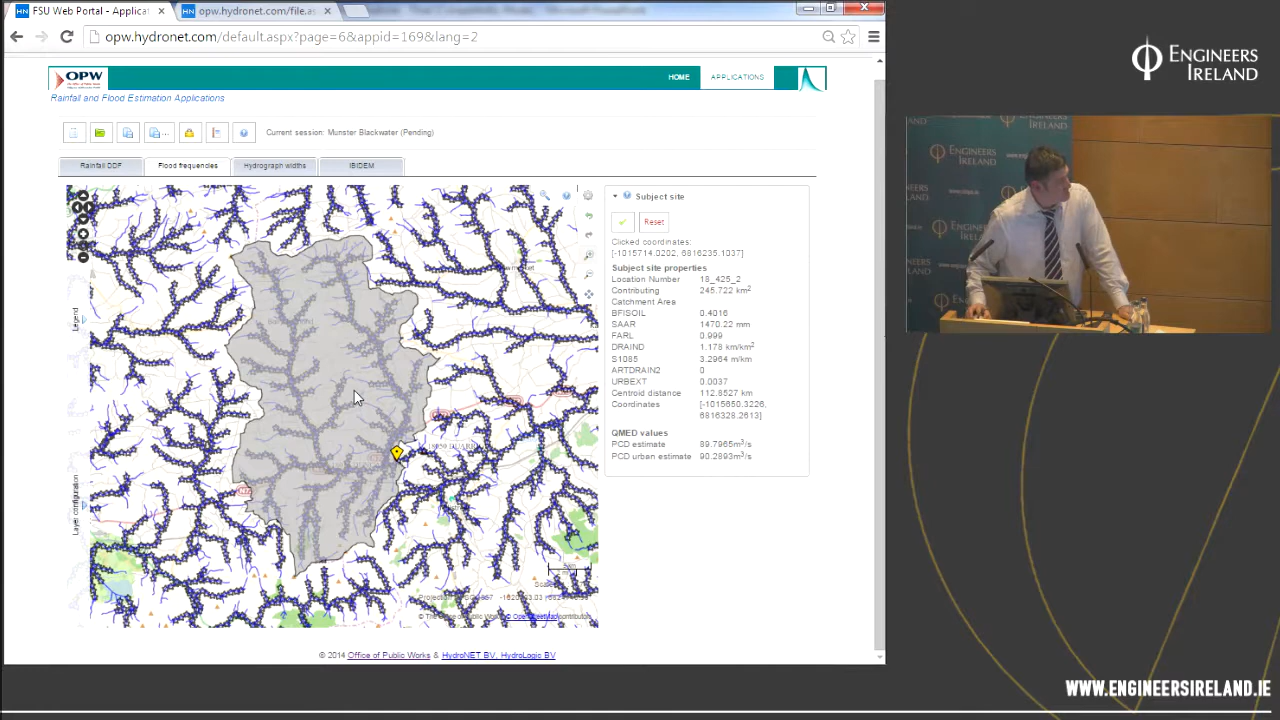 FSU Web Portal - Applicat
opw.hydronet.com/file.as
opw.hydronet.com/default.aspx?page=6&appid=169&lang=2
OPW
HOME
APPLICATIONS
Rainfall and Flood Estimation Applications
Current session: Munster Blackwater (Pending)
Rainfall DDF
Flood frequencies
Hydrograph widths
IBIDEM
Subject site
Reset
Clicked coordinates:
[-1015714.0202, 6816235.1037]
Subject site properties
Location Number 18_425_2
Contributing Catchment Area 245.722 km2
BFISOIL 0.4016
SAAR 1470.22 mm
FARL 0.999
DRAIND 1.178 km/km2
S1085 3.2964 m/km
ARTDRAIN2 0
URBEXT 0.0037
Centroid distance 112.6527 km
Coordinates [-1015650.3226,
6816328.2613]
QMED values
PCD estimate 89.7965m3/s
PCD urban estimate 90.2893m3/s
Legend
Layer configuration
© 2014 Office of Public Works & HydroNET BV, HydroLogic BV
ENGINEERS
IRELAND
ENGINEERS
IRELAND
WWW.ENGINEERSIRELAND.IE